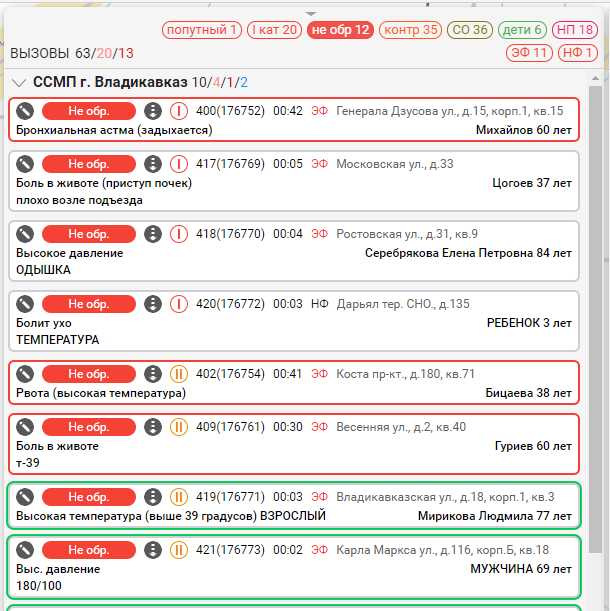 попутный 1 I кат 20 не обр 12 контр 35 СО 36 дети 6 НП 18
ВЫЗОВЫ 63/20/13 ЭФ 11 НФ 1
ССМП г. Владикавказ 10/4/1/2
Не обр. I 400(176752) 00:42 ЭФ Генерала Дзусова ул., д.15, корп.1, кв.15
Бронхиальная астма (задыхается) Михайлов 60 лет
Не обр. I 417(176769) 00:05 ЭФ Московская ул., д.33
Боль в животе (приступ почек) Цогоев 37 лет
плохо возле подъезда
Не обр. I 418(176770) 00:04 ЭФ Ростовская ул., д.31, кв.9
Высокое давление Серебрякова Елена Петровна 84 лет
ОДЫШКА
Не обр. I 420(176772) 00:03 НФ Дарьял тер. СНО., д.135
Болит ухо РЕБЕНОК 3 лет
ТЕМПЕРАТУРА
Не обр. II 402(176754) 00:41 ЭФ Коста пр-кт., д.180, кв.71
Рвота (высокая температура) Бицаева 38 лет
Не обр. II 409(176761) 00:30 ЭФ Весенняя ул., д.2, кв.40
Боль в животе Гуриев 60 лет
т-39
Не обр. II 419(176771) 00:03 ЭФ Владикавказская ул., д.18, корп.1, кв.3
Высокая температура (выше 39 градусов) ВЗРОСЛЫЙ Мирикова Людмила 77 лет
Не обр. II 421(176773) 00:02 ЭФ Карла Маркса ул., д.116, корп.Б, кв.18
Выс. давление МУЖЧИНА 69 лет
180/100